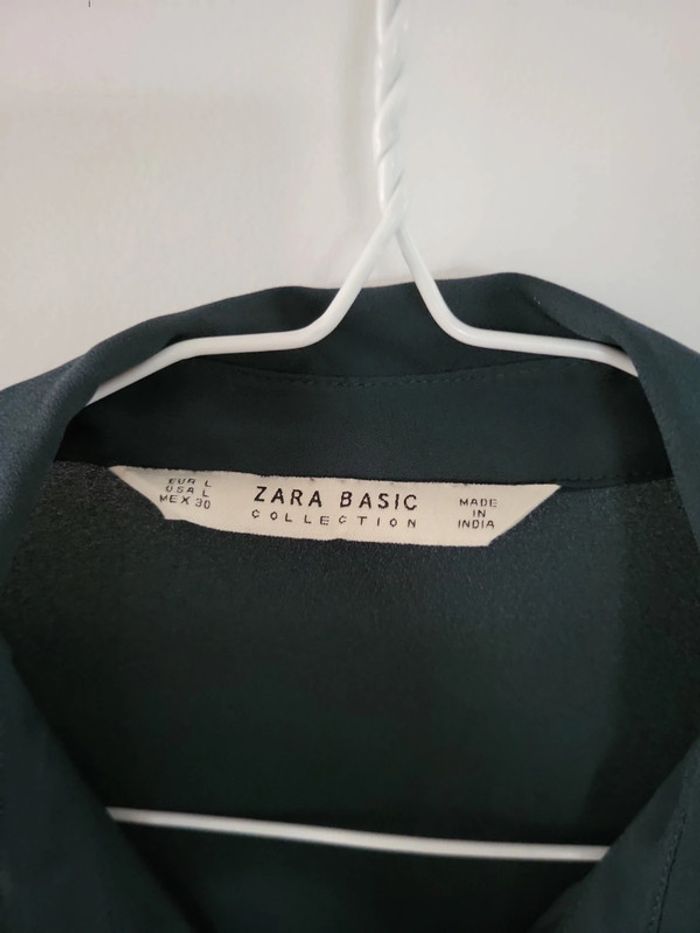 EUR L
USA L
MEX 30
ZARA BASIC
COLLECTION
MADE
IN
INDIA